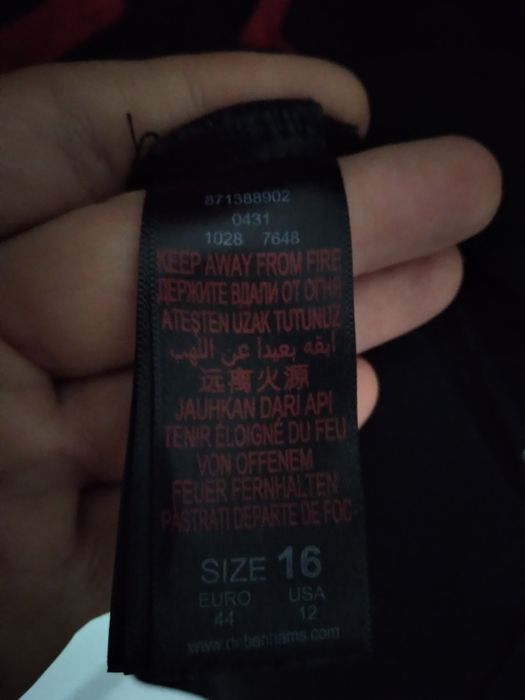 871388902
0431
1028 7648
KEEP AWAY FROM FIRE
ДЕРЖИТЕ ВДАЛИ ОТ ОГНЯ
ATEŞTEN UZAK TUTUNUZ
أبقه بعيدا عن اللهب
远离火源
JAUHKAN DARI API
TENIR ÉLOIGNÉ DU FEU
VON OFFENEM
FEUER FERNHALTEN
PASTRATI DEPARTE DE FOC
SIZE 16
EURO USA
44 12
www.debenhams.com